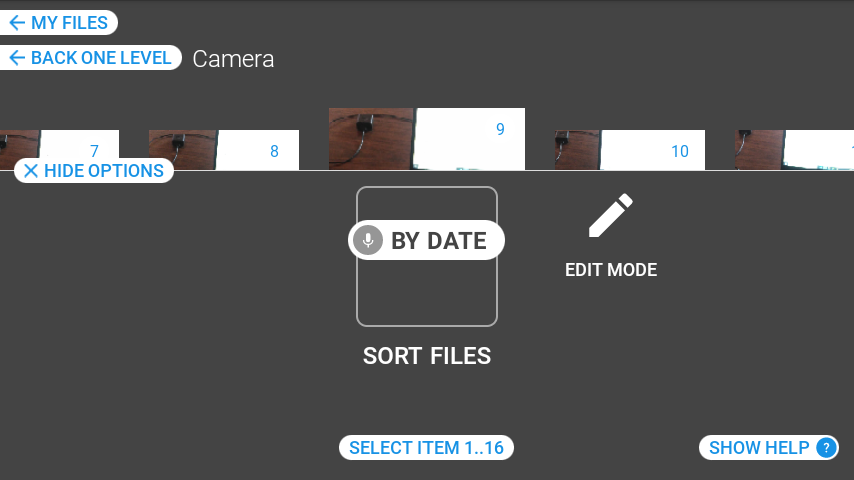 MY FILES
BACK ONE LEVEL Camera
7 8 9 10
HIDE OPTIONS
BY DATE
EDIT MODE
SORT FILES
SELECT ITEM 1..16
SHOW HELP ?